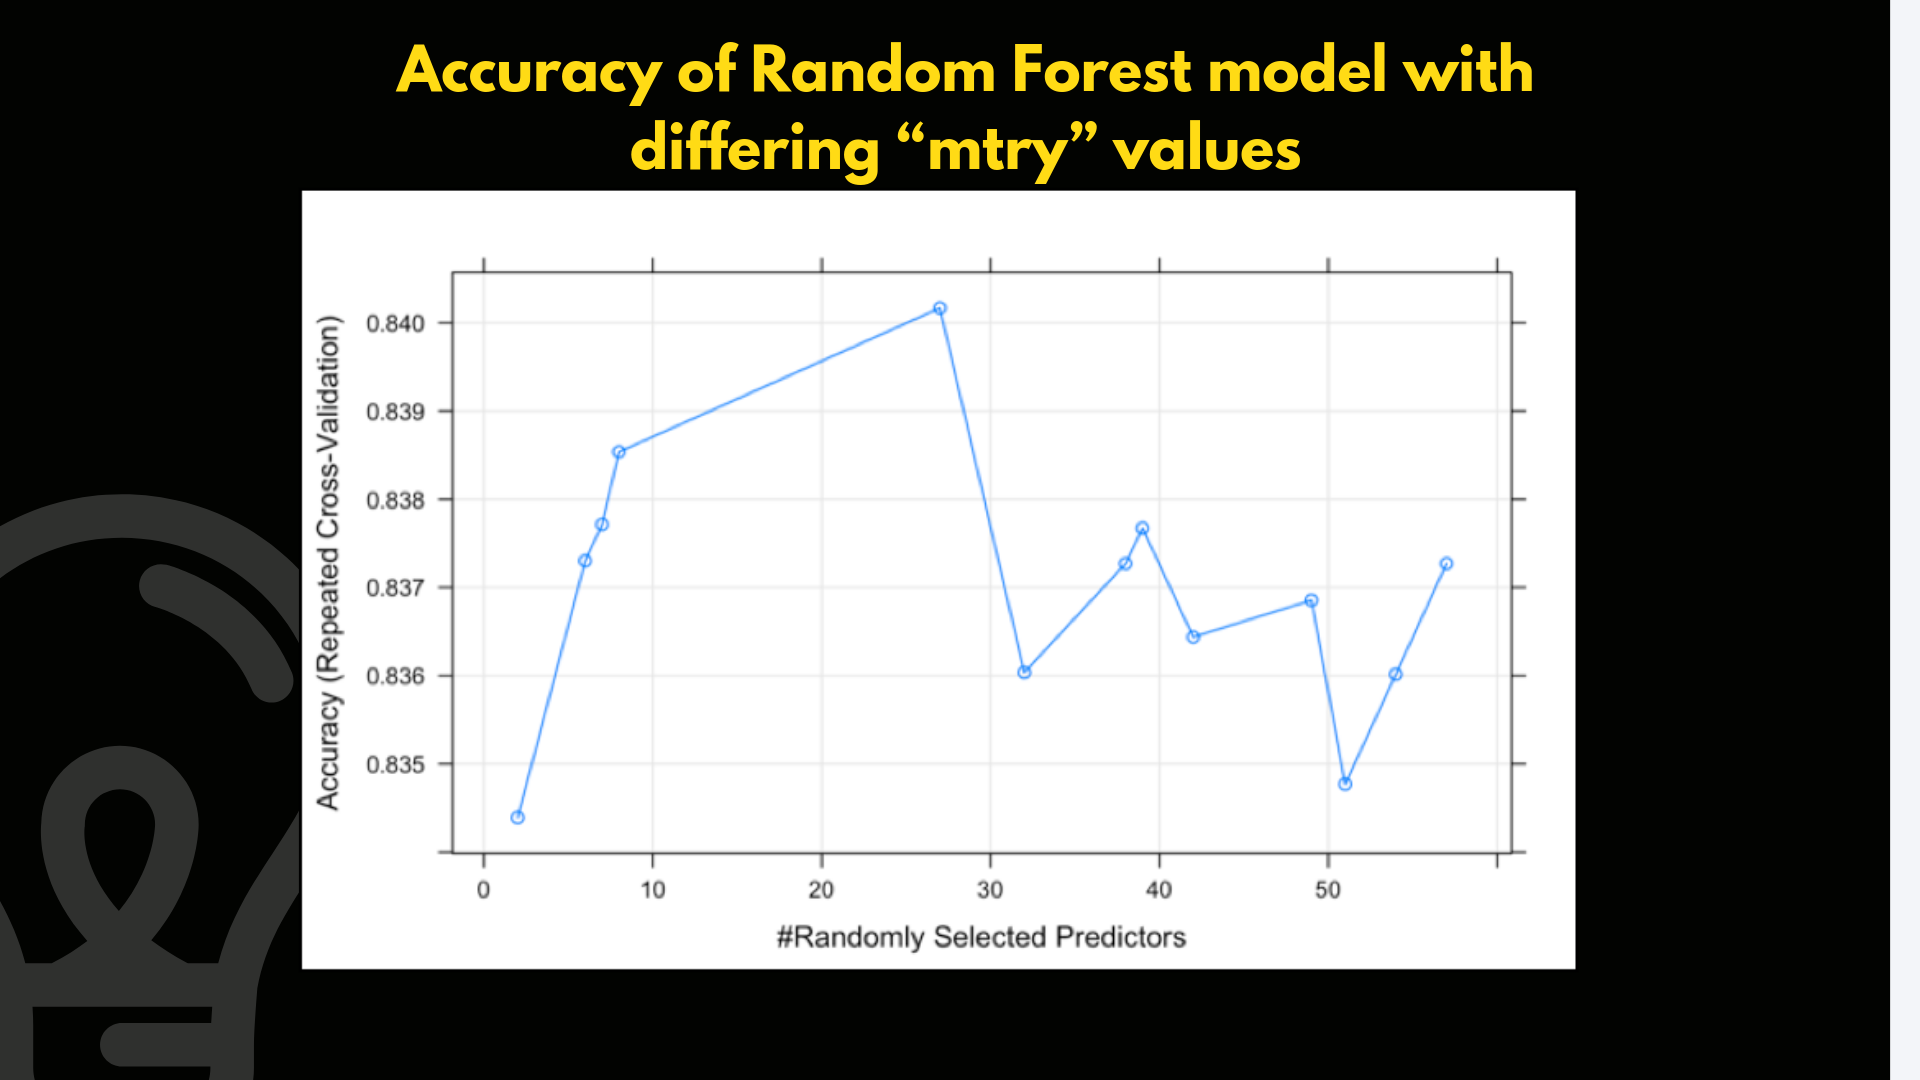 Accuracy of Random Forest model with
differing “mtry” values
0.840
0.839
0.838
0.837
0.836
0.835
Accuracy (Repeated Cross-Validation)
0 10 20 30 40 50
#Randomly Selected Predictors